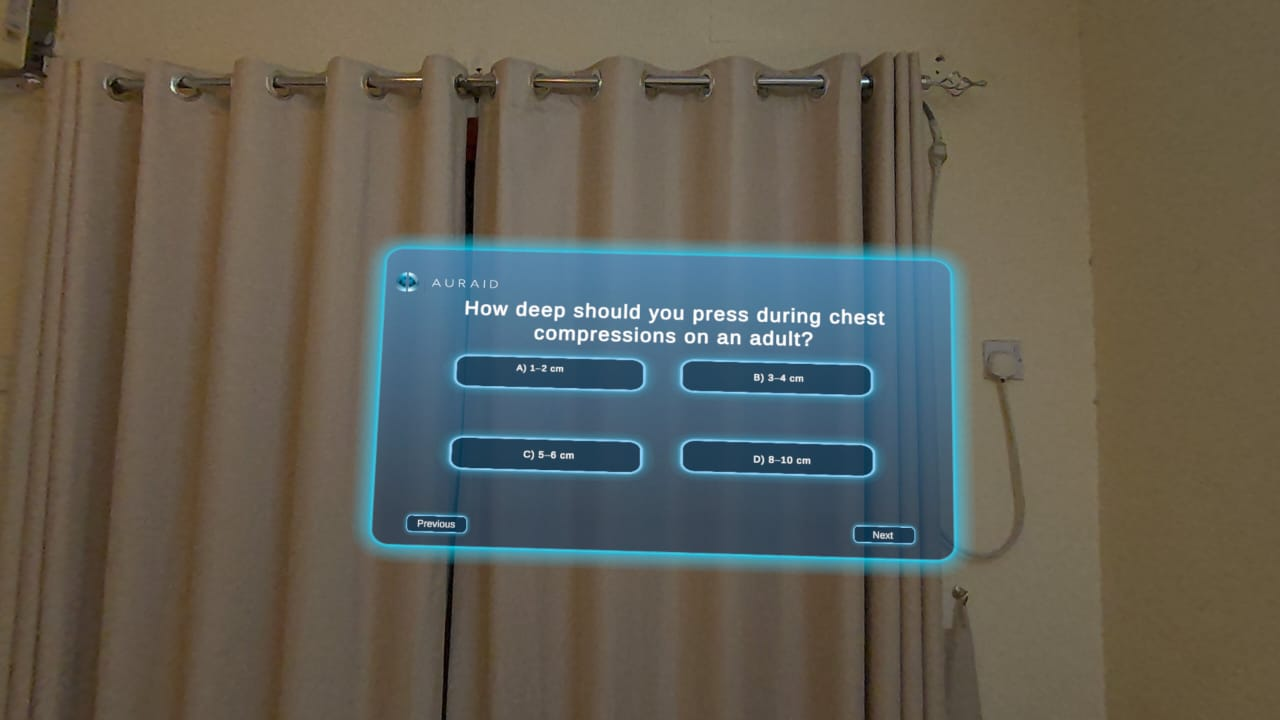 AURAID
How deep should you press during chest
compressions on an adult?
A) 1–2 cm
B) 3–4 cm
C) 5–6 cm
D) 8–10 cm
Previous
Next